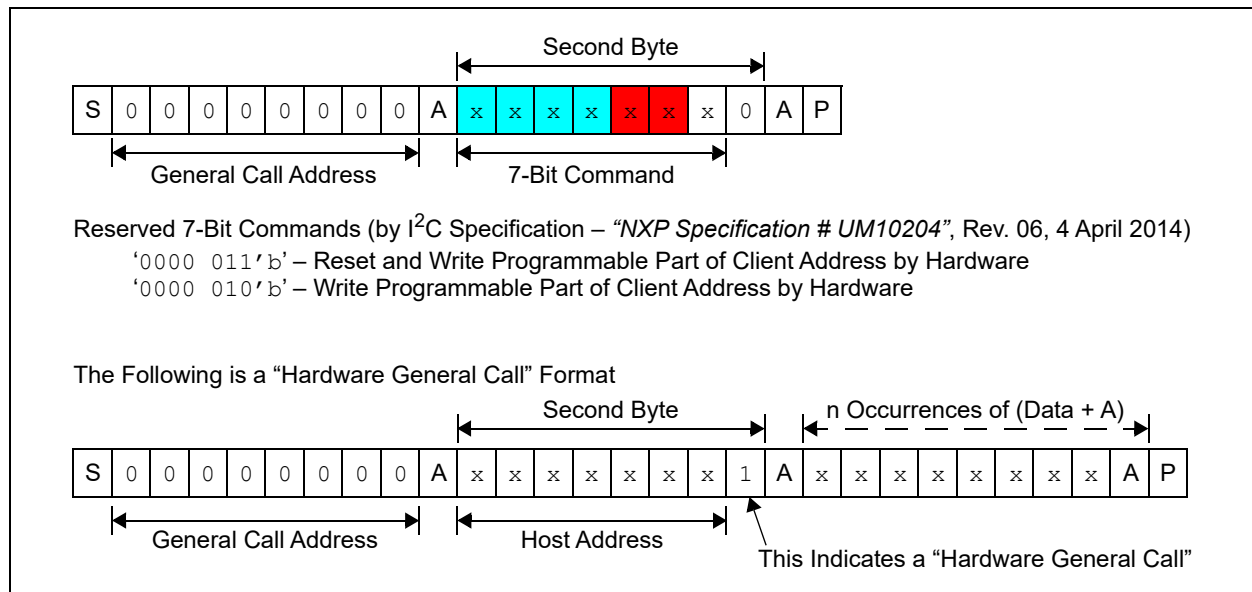 Second Byte
S 0 0 0 0 0 0 0 0 A x x x x x x x 0 A P
General Call Address 7-Bit Command
Reserved 7-Bit Commands (by I2C Specification – “NXP Specification # UM10204”, Rev. 06, 4 April 2014)
‘0000 011’b’ – Reset and Write Programmable Part of Client Address by Hardware
‘0000 010’b’ – Write Programmable Part of Client Address by Hardware
The Following is a “Hardware General Call” Format
Second Byte n Occurrences of (Data + A)
S 0 0 0 0 0 0 0 0 A x x x x x x x 1 A x x x x x x x x A P
General Call Address Host Address
This Indicates a “Hardware General Call”